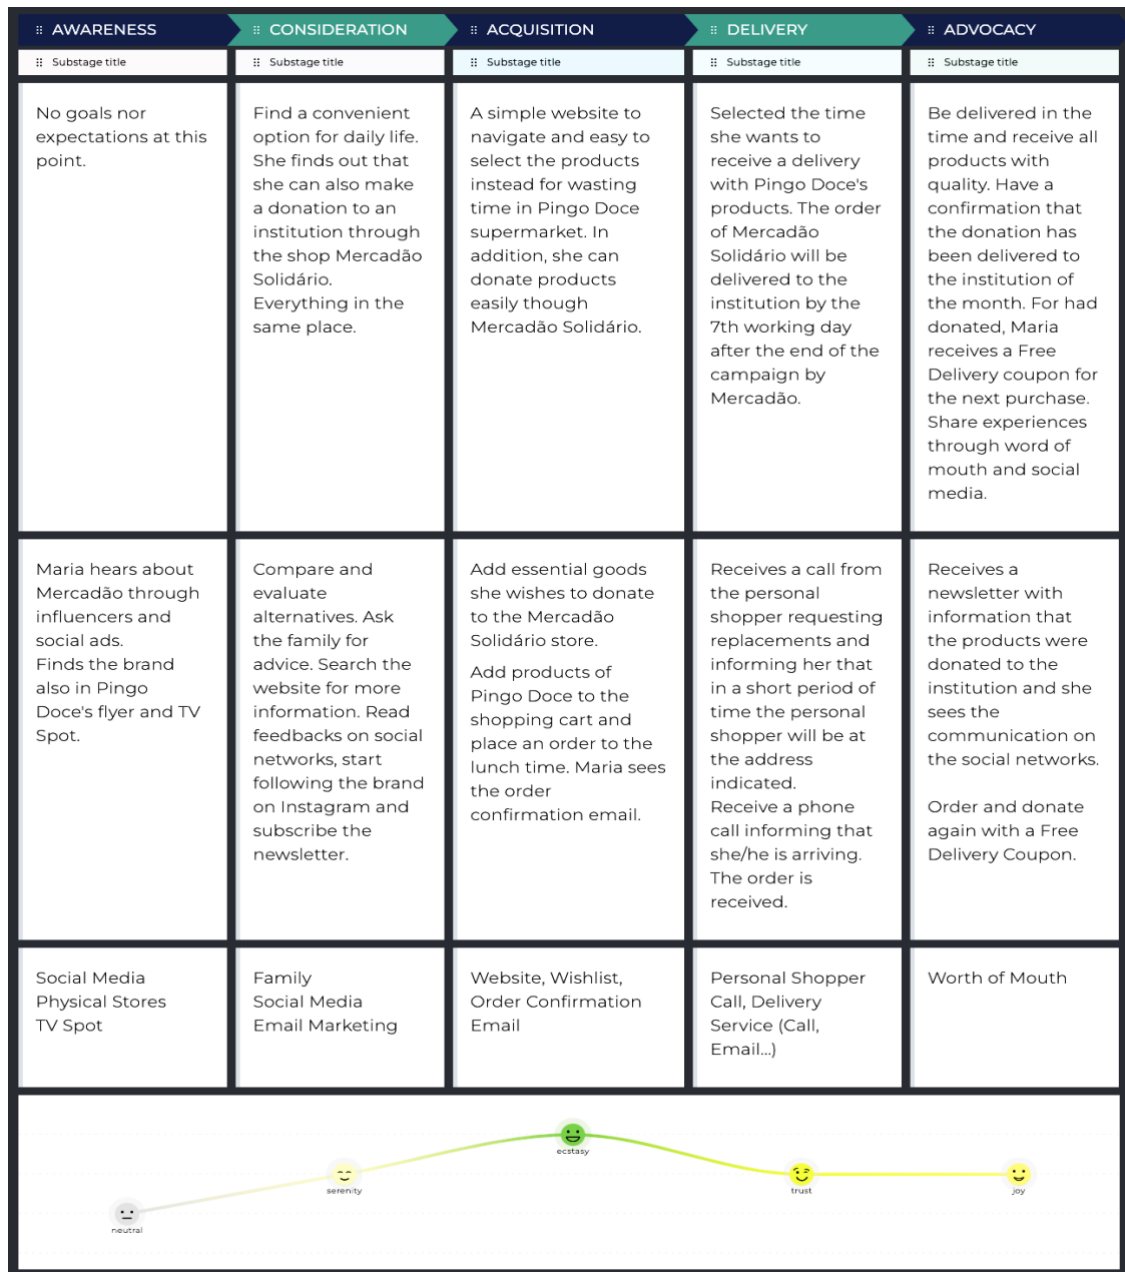 AWARENESS
CONSIDERATION
ACQUISITION
DELIVERY
ADVOCACY
Substage title
Substage title
Substage title
Substage title
Substage title
No goals nor
expectations at this
point.
Find a convenient
option for daily life.
She finds out that
she can also make
a donation to an
institution through
the shop Mercadão
Solidário.
Everything in the
same place.
A simple website to
navigate and easy to
select the products
instead for wasting
time in Pingo Doce
supermarket. In
addition, she can
donate products
easily though
Mercadão Solidário.
Selected the time
she wants to
receive a delivery
with Pingo Doce's
products. The order
of Mercadão
Solidário will be
delivered to the
institution by the
7th working day
after the end of the
campaign by
Mercadão.
Be delivered in the
time and receive all
products with
quality. Have a
confirmation that
the donation has
been delivered to
the institution of
the month. For had
donated, Maria
receives a Free
Delivery coupon for
the next purchase.
Share experiences
through word of
mouth and social
media.
Maria hears about
Mercadão through
influencers and
social ads.
Finds the brand
also in Pingo
Doce's flyer and TV
Spot.
Compare and
evaluate
alternatives. Ask
the family for
advice. Search the
website for more
information. Read
feedbacks on social
networks, start
following the brand
on Instagram and
subscribe the
newsletter.
Add essential goods
she wishes to donate
to the Mercadão
Solidário store.
Add products of
Pingo Doce to the
shopping cart and
place an order to the
lunch time. Maria sees
the order
confirmation email.
Receives a call from
the personal
shopper requesting
replacements and
informing her that
in a short period of
time the personal
shopper will be at
the address
indicated.
Receive a phone
call informing that
she/he is arriving.
The order is
received.
Receives a
newsletter with
information that
the products were
donated to the
institution and she
sees the
communication on
the social networks.
Order and donate
again with a Free
Delivery Coupon.
Social Media
Physical Stores
TV Spot
Family
Social Media
Email Marketing
Website, Wishlist,
Order Confirmation
Email
Personal Shopper
Call, Delivery
Service (Call,
Email...)
Worth of Mouth
neutral
serenity
ecstasy
trust
joy